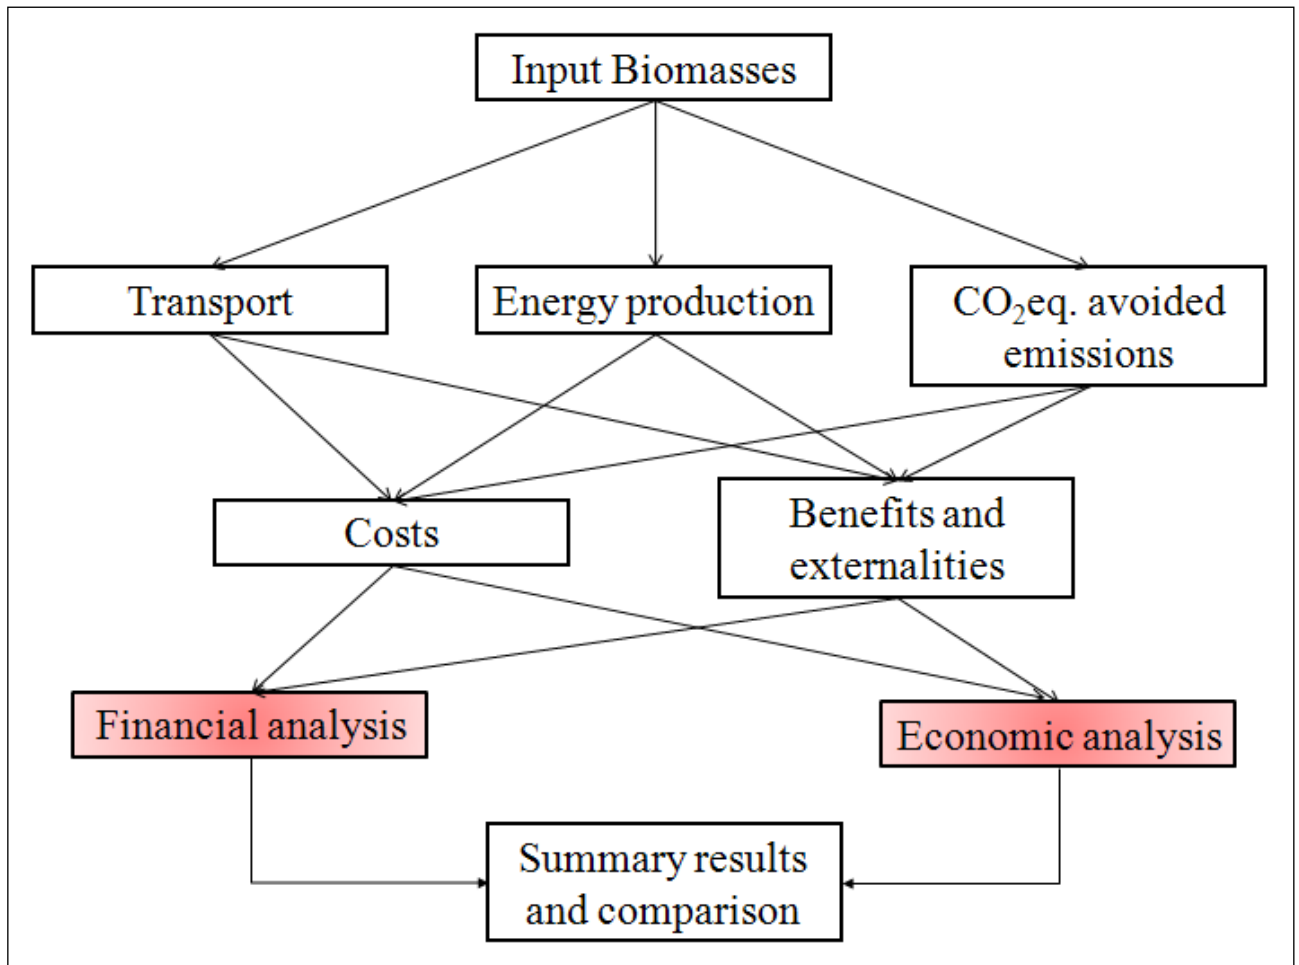 Input Biomasses
Transport
Energy production
CO₂eq. avoided
emissions
Costs
Benefits and
externalities
Financial analysis
Economic analysis
Summary results
and comparison